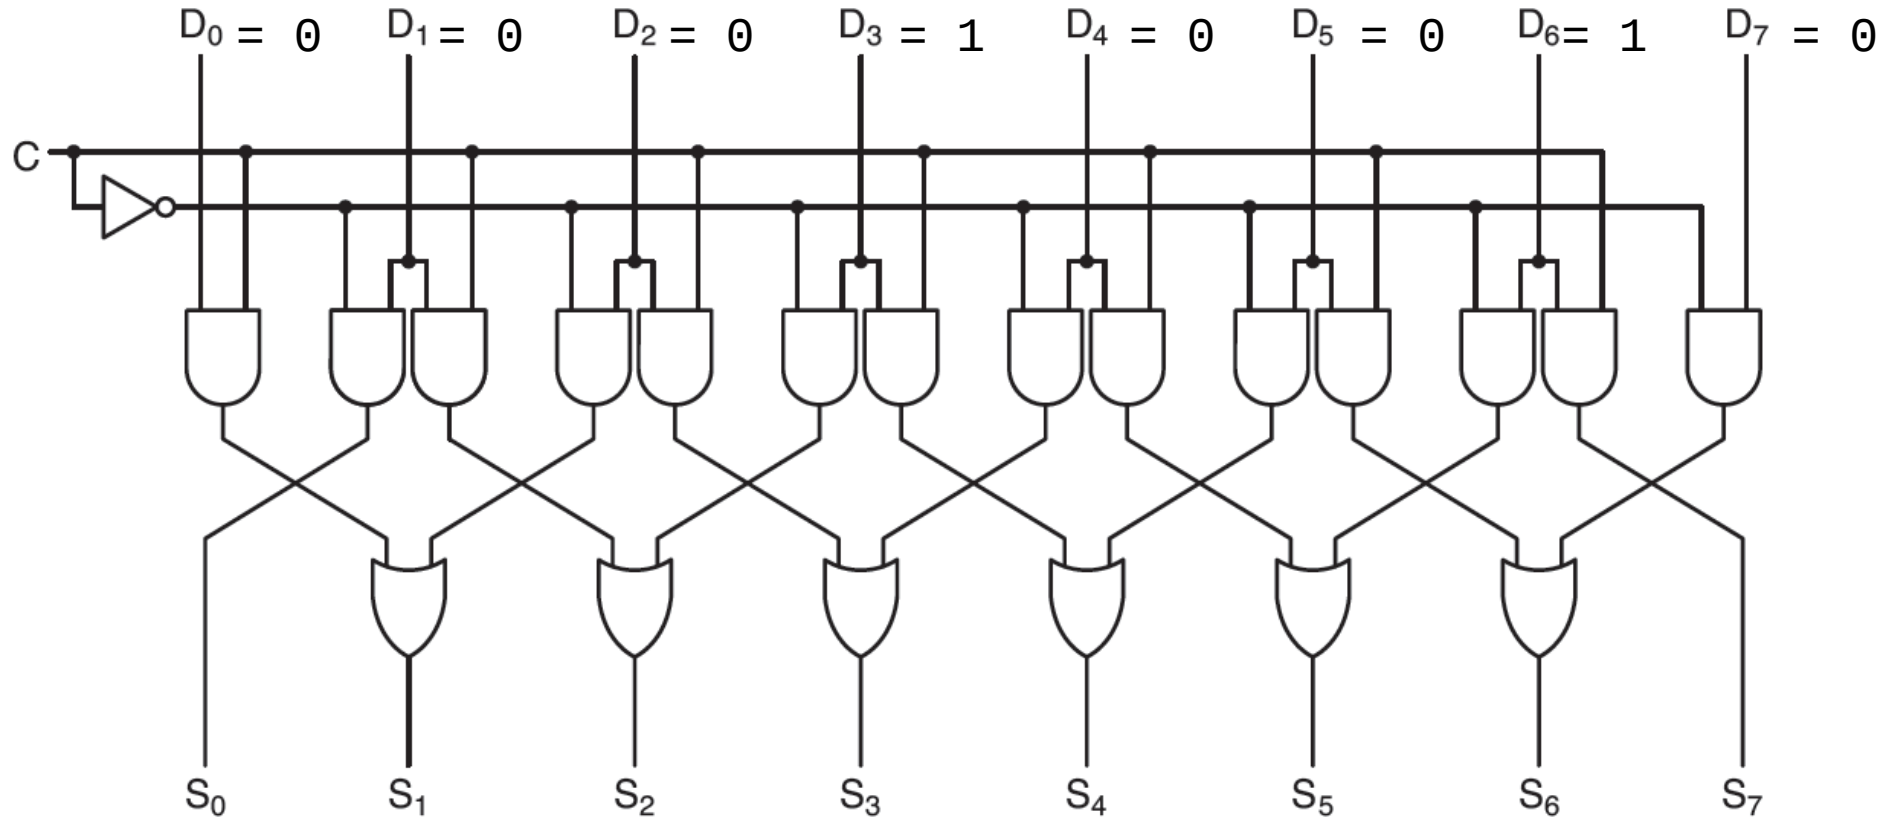 D₀ = 0 D₁ = 0 D₂ = 0 D₃ = 1 D₄ = 0 D₅ = 0 D₆ = 1 D₇ = 0
C
S₀ S₁ S₂ S₃ S₄ S₅ S₆ S₇